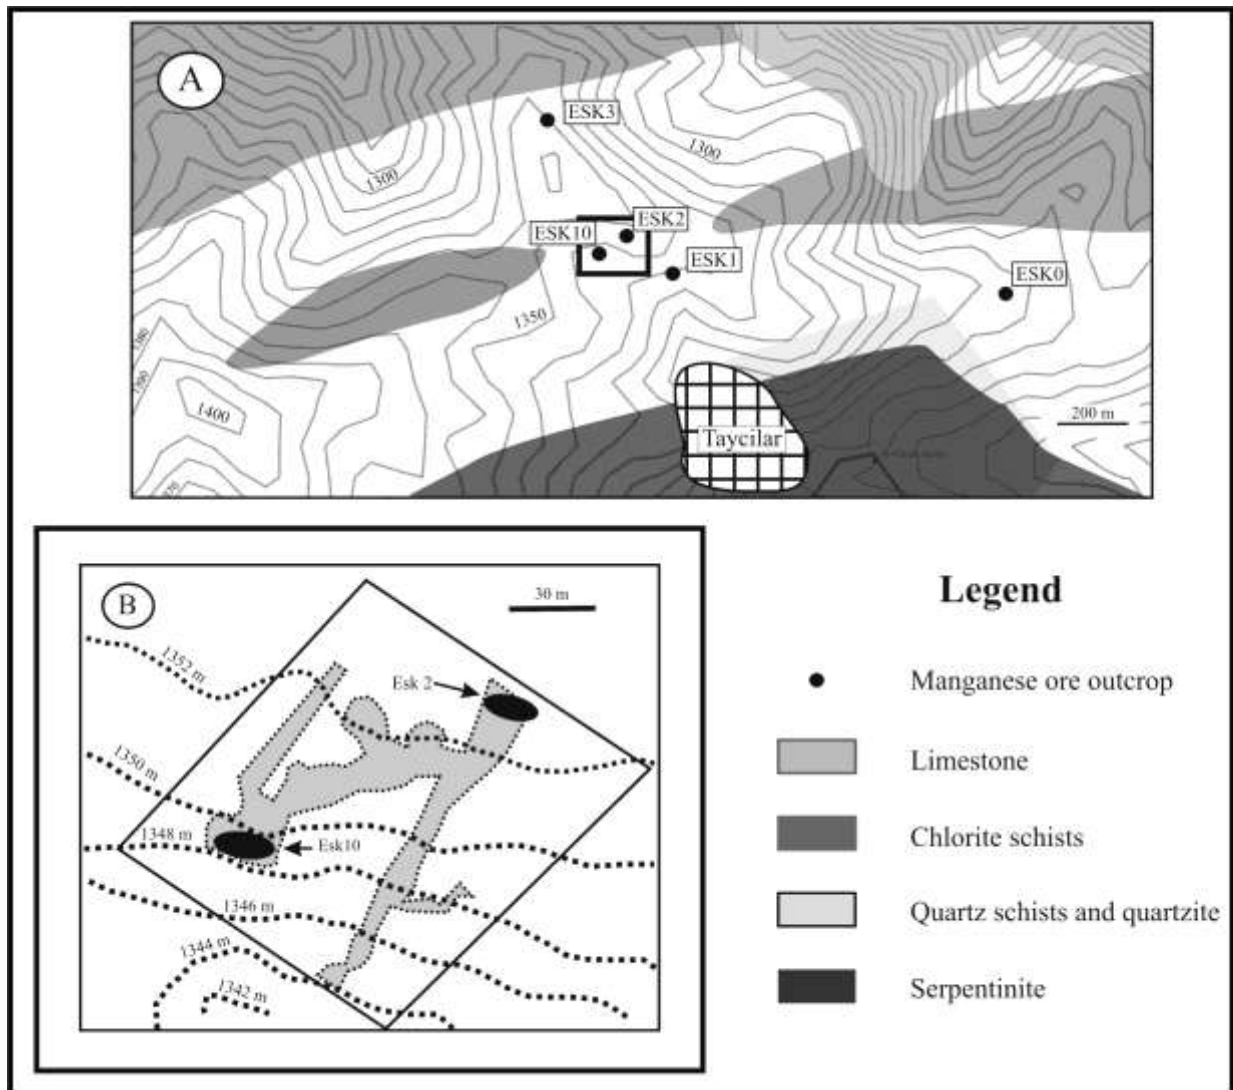 A
ESK3
1300
1300
ESK2
ESK10
ESK1
ESK0
1350
1400
200 m
Taycilar
B
30 m
1352 m
Esk 2
1350 m
1348 m
Esk10
1346 m
1344 m
1342 m
Legend
Manganese ore outcrop
Limestone
Chlorite schists
Quartz schists and quartzite
Serpentinite